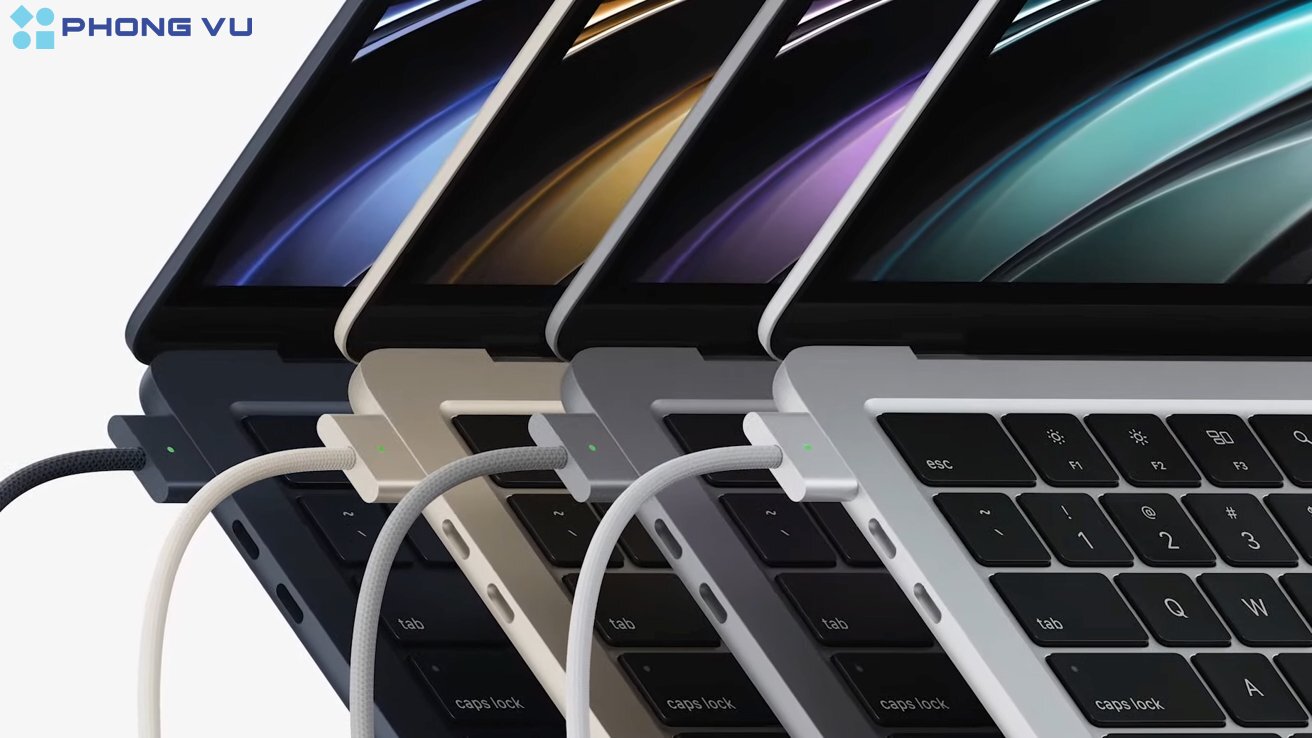 PHONG VU
esc
F1
F2
F3
~
`
!
1
@
2
#
3
~
`
~
`
~
`
tab
Q
W
tab
tab
tab
caps lock
A
caps lock
caps lock
caps lock